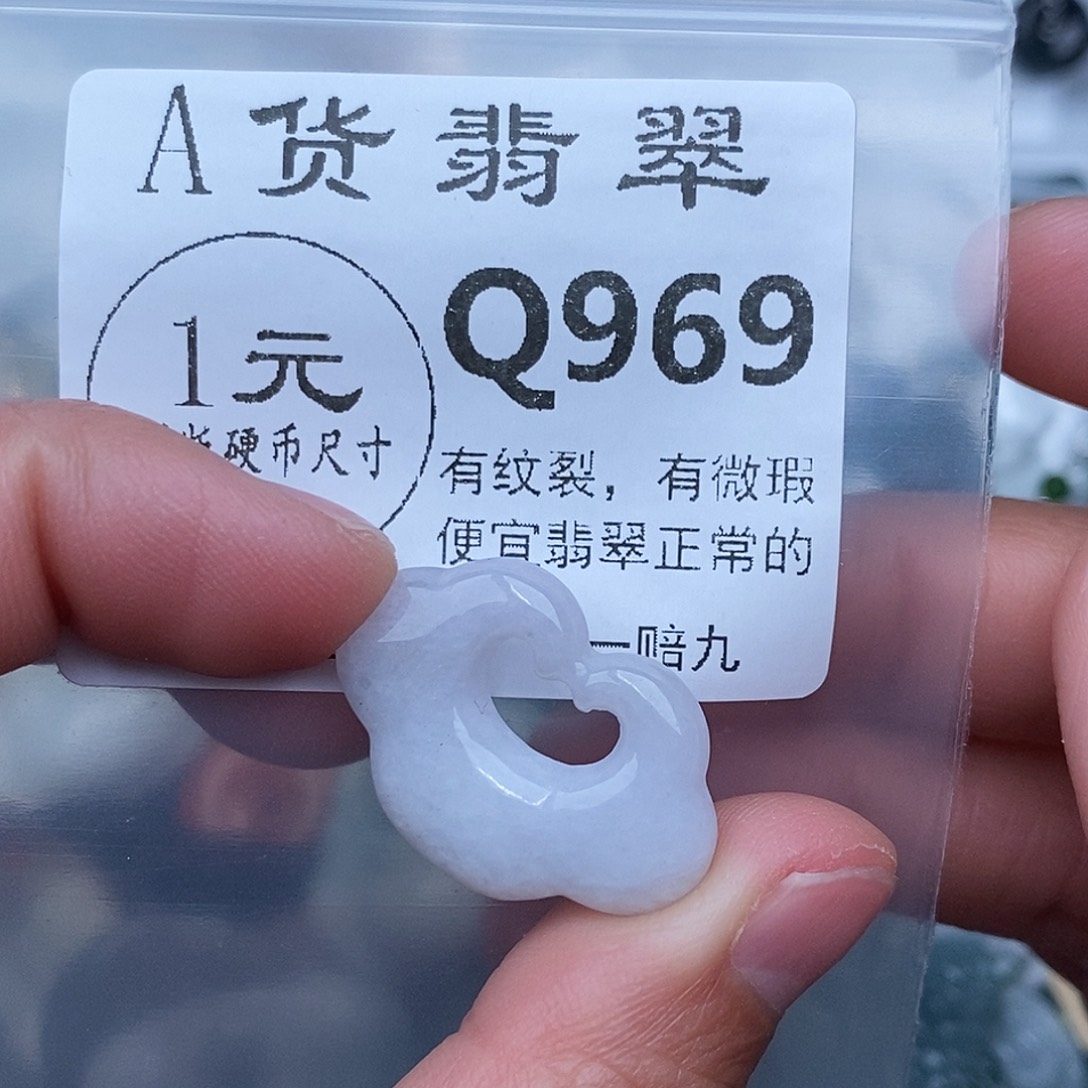 A货翡翠
1元
硬币尺寸
Q969
有纹裂，有微瑕
便宜翡翠正常的
一赔九